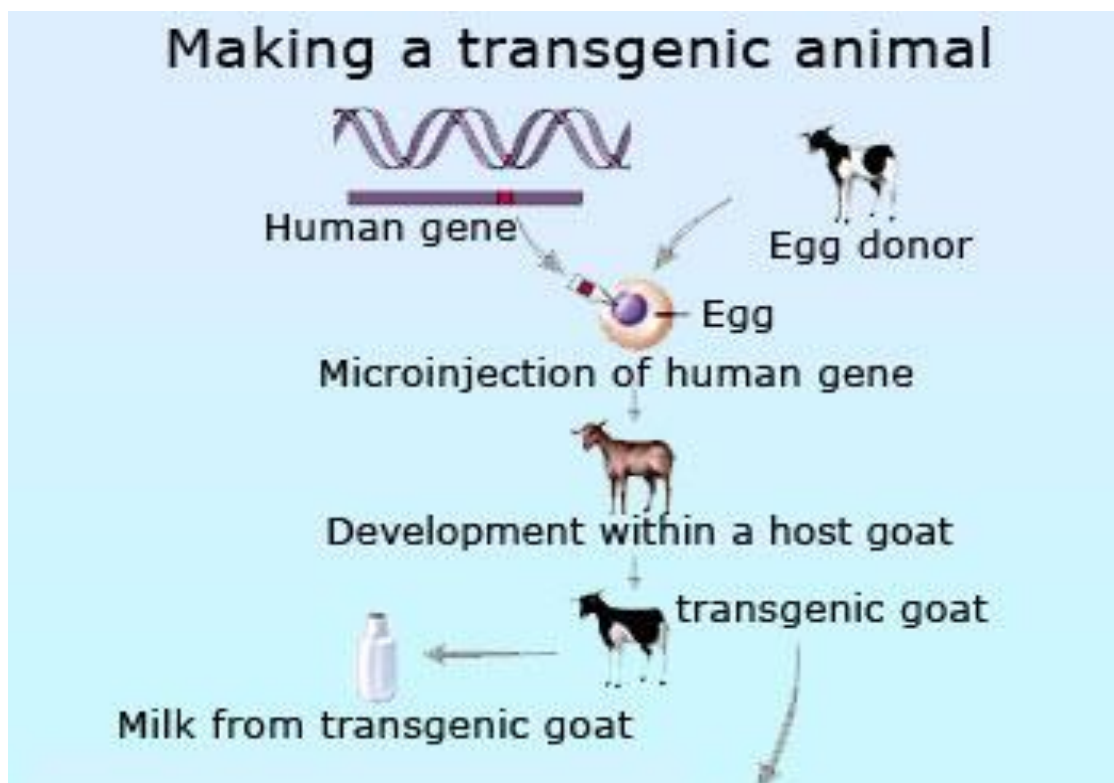 Making a transgenic animal
Human gene
Egg donor
Egg
Microinjection of human gene
Development within a host goat
transgenic goat
Milk from transgenic goat